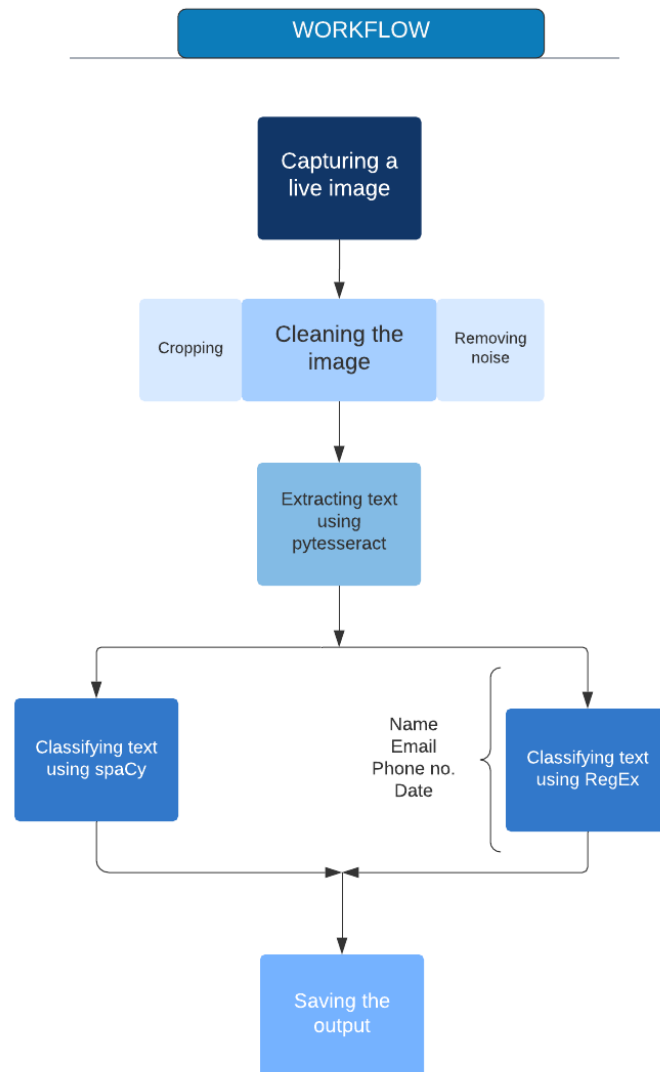 WORKFLOW
Capturing a
live image
Cropping
Cleaning the
image
Removing
noise
Extracting text
using
pytesseract
Classifying text
using spaCy
Name
Email
Phone no.
Date
Classifying text
using RegEx
Saving the
output